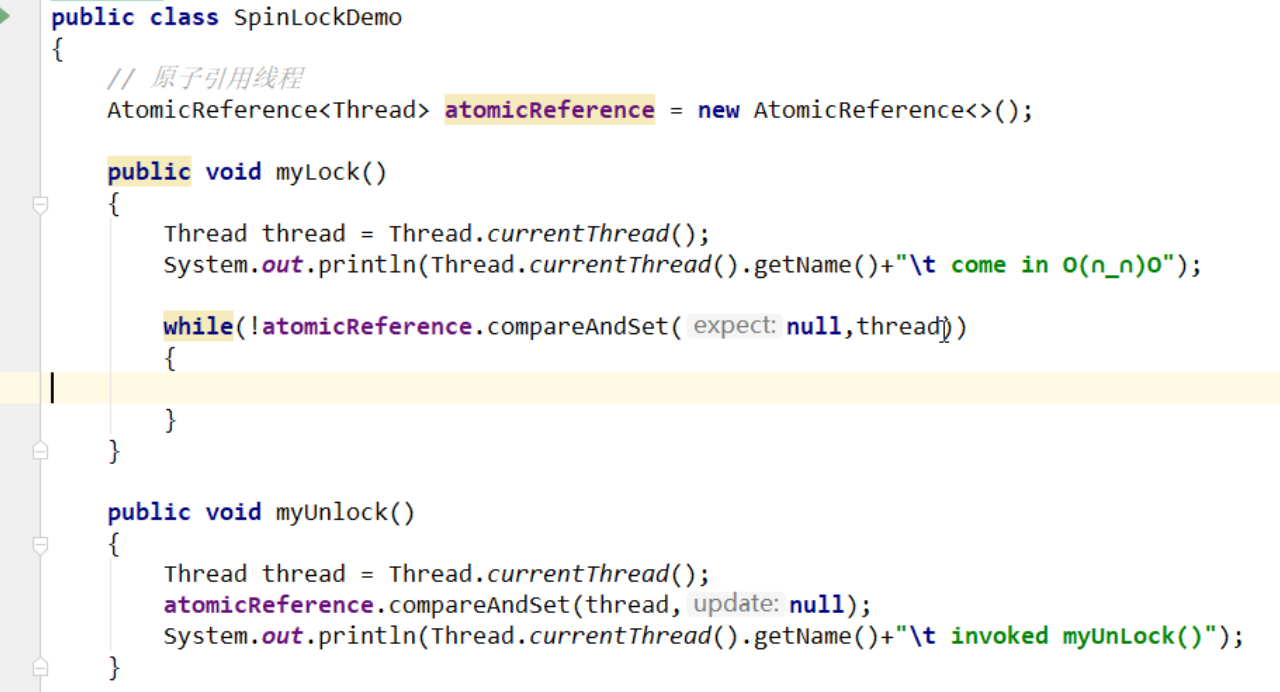 public class SpinLockDemo
{
// 原子引用线程
AtomicReference<Thread> atomicReference = new AtomicReference<>();
public void myLock()
{
Thread thread = Thread.currentThread();
System.out.println(Thread.currentThread().getName()+"\t come in O(∩_∩)O");
while(!atomicReference.compareAndSet( expect: null,thread))
{
}
}
public void myUnlock()
{
Thread thread = Thread.currentThread();
atomicReference.compareAndSet(thread, update: null);
System.out.println(Thread.currentThread().getName()+"\t invoked myUnLock()");
}